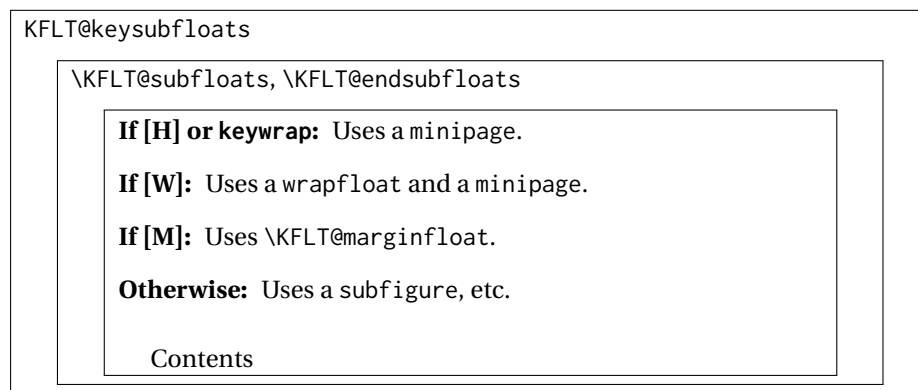 KFLT@keysubfloats
\KFLT@subfloats, \KFLT@endsubfloats
If [H] or keywrap: Uses a minipage.
If [W]: Uses a wrapfloat and a minipage.
If [M]: Uses \KFLT@marginfloat.
Otherwise: Uses a subfigure, etc.
Contents